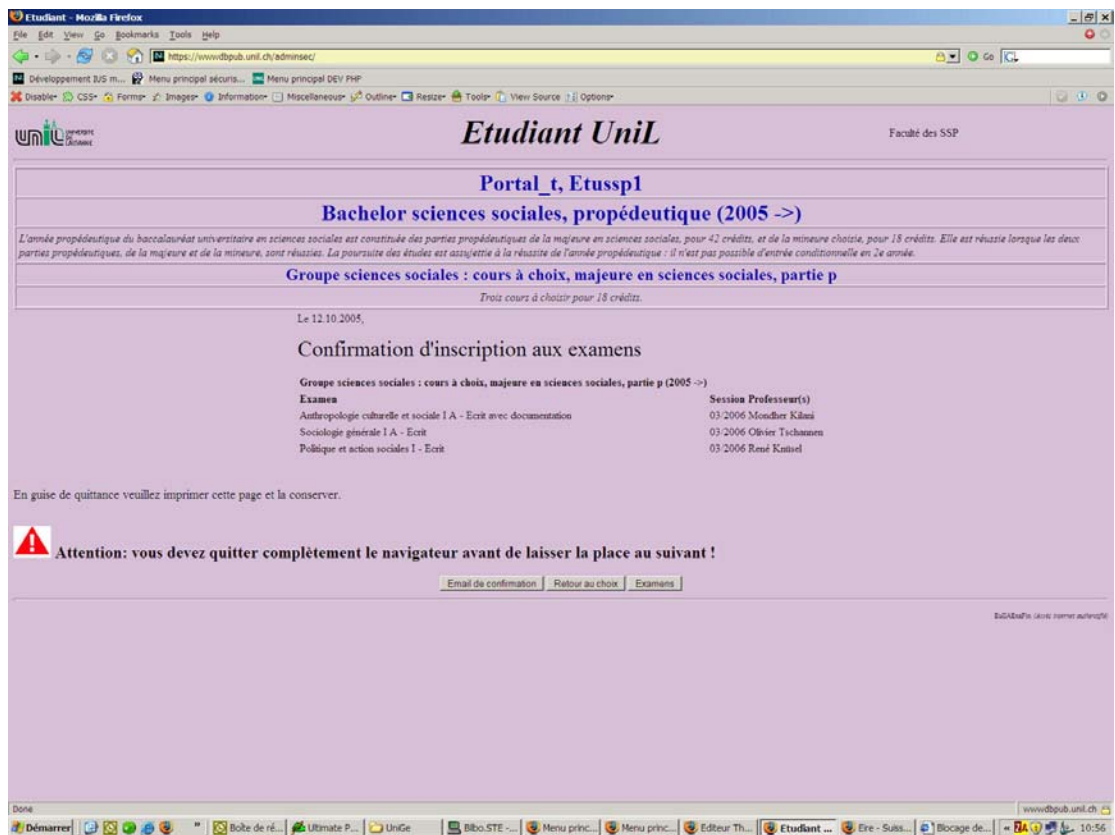 Etudiant - Mozilla Firefox
File Edit View Go Bookmarks Tools Help
https://wwwdbpub.unil.ch/adminsec/ Go
Développement IUS m... Menu principal sécuris... Menu principal DEV PHP
Disable CSS Forms Images Information Miscellaneous Outline Resize Tools View Source Options
UNIL UNIVERSITÉ DE LAUSANNE Etudiant UniL Faculté des SSP
Portal_t, Etussp1
Bachelor sciences sociales, propédeutique (2005 ->)
L'année propédeutique du baccalauréat universitaire en sciences sociales est constituée des parties propédeutiques de la majeure en sciences sociales, pour 42 crédits, et de la mineure choisie, pour 18 crédits. Elle est réussie lorsque les deux
parties propédeutiques, de la majeure et de la mineure, sont réussies. La poursuite des études est assujettie à la réussite de l'année propédeutique : il n'est pas possible d'entrée conditionnelle en 2e année.
Groupe sciences sociales : cours à choix, majeure en sciences sociales, partie p
Trois cours à choisir pour 18 crédits.
Le 12.10.2005,
Confirmation d'inscription aux examens
Groupe sciences sociales : cours à choix, majeure en sciences sociales, partie p (2005 ->)
Examen Session Professeur(s)
Anthropologie culturelle et sociale I A - Ecrit avec documentation 03/2006 Mondher Kilani
Sociologie générale I A - Ecrit 03/2006 Olivier Tschannen
Politique et action sociales I - Ecrit 03/2006 René Knüsel
En guise de quittance veuillez imprimer cette page et la conserver.
Attention: vous devez quitter complètement le navigateur avant de laisser la place au suivant !
Email de confirmation Retour au choix Examens
Done wwwdbpub.unil.ch
Démarrer Boîte de ré... Ultimate P... UniGe Bibo.STE -... Menu princ... Menu princ... Editeur Th... Etudiant ... Ere - Suiss... Blocage de... 10:56